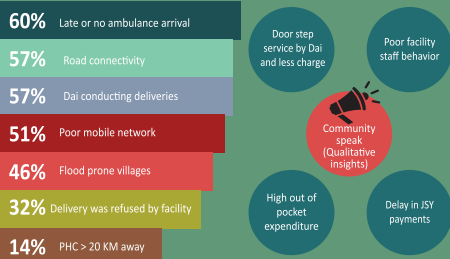 60% Late or no ambulance arrival
57% Road connectivity
57% Dai conducting deliveries
51% Poor mobile network
46% Flood prone villages
32% Delivery was refused by facility
14% PHC > 20 KM away
Door step
service by Dai
and less charge
Poor facility
staff behavior
Community
speak
(Qualitative
insights)
High out of
pocket
expenditure
Delay in JSY
payments